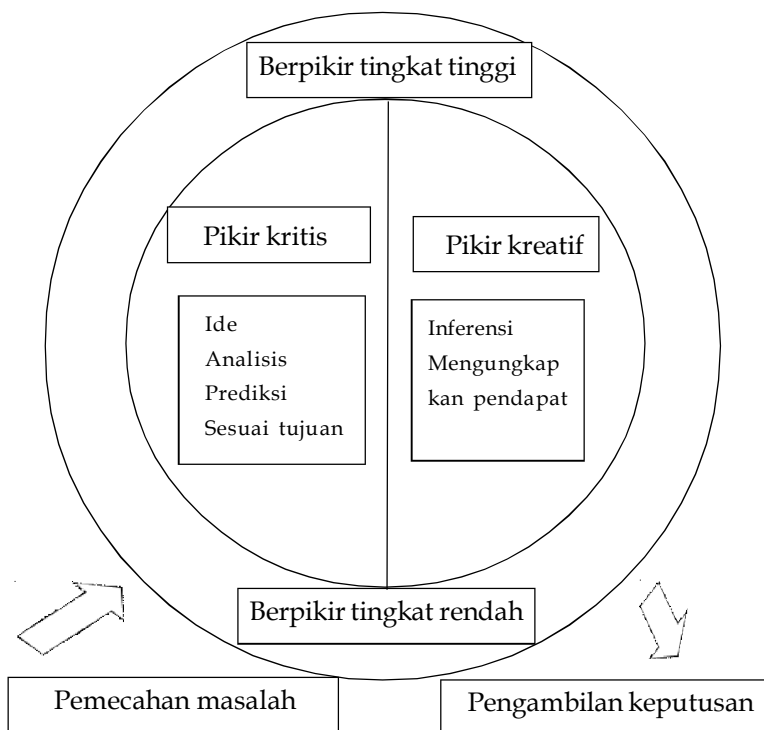 Berpikir tingkat tinggi
Pikir kritis
Pikir kreatif
Ide
Analisis
Prediksi
Sesuai tujuan
Inferensi
Mengungkap
kan pendapat
Berpikir tingkat rendah
Pemecahan masalah
Pengambilan keputusan